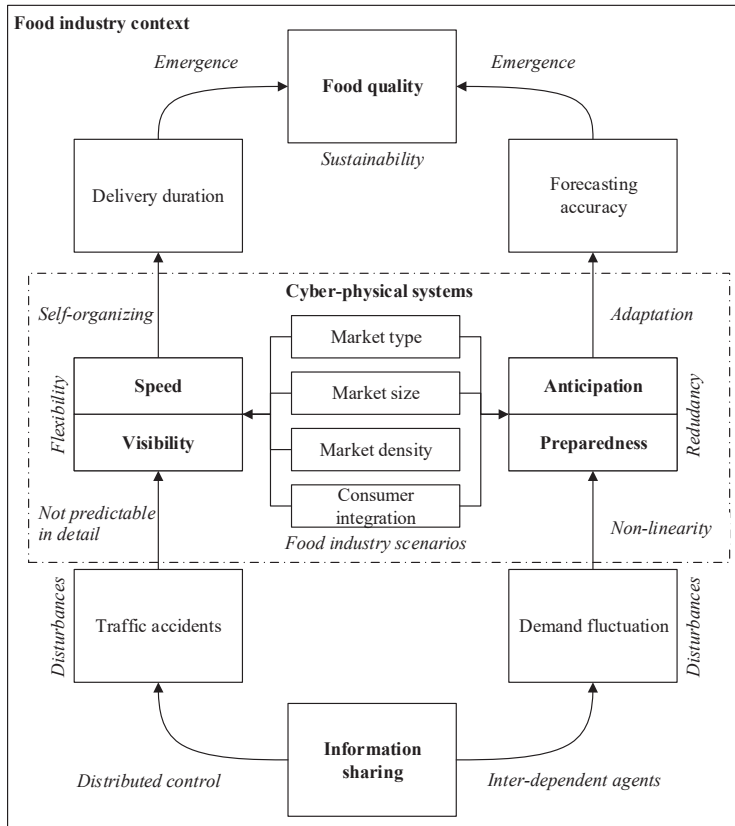 Food industry context
Emergence
Food quality
Emergence
Sustainability
Delivery duration
Forecasting
accuracy
Cyber-physical systems
Self-organizing
Adaptation
Market type
Flexibility
Speed
Visibility
Market size
Anticipation
Preparedness
Redudancy
Market density
Consumer
integration
Not predictable
in detail
Non-linearity
Food industry scenarios
Disturbances
Traffic accidents
Demand fluctuation
Disturbances
Information
sharing
Distributed control
Inter-dependent agents